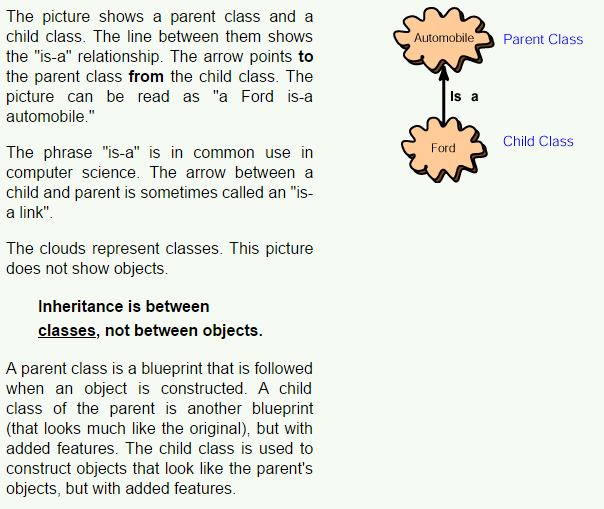 The picture shows a parent class and a
child class. The line between them shows
the "is-a" relationship. The arrow points to
the parent class from the child class. The
picture can be read as "a Ford is-a
automobile."
The phrase "is-a" is in common use in
computer science. The arrow between a
child and parent is sometimes called an "is-
a link".
The clouds represent classes. This picture
does not show objects.
Inheritance is between
classes, not between objects.
A parent class is a blueprint that is followed
when an object is constructed. A child
class of the parent is another blueprint
(that looks much like the original), but with
added features. The child class is used to
construct objects that look like the parent's
objects, but with added features.
Automobile
Parent Class
Is a
Ford
Child Class